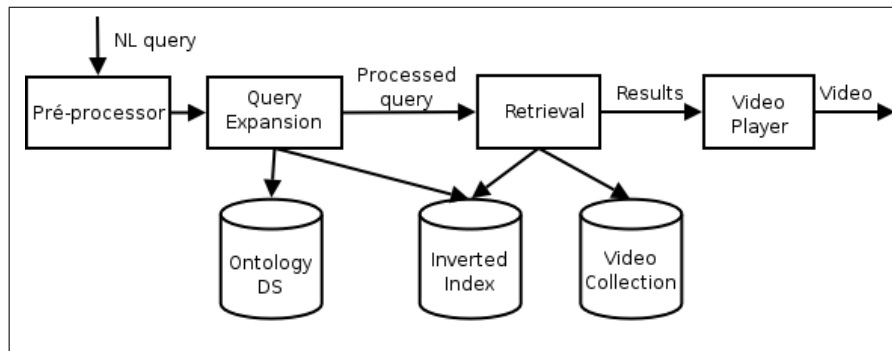 NL query
Pré-processor
Query
Expansion
Processed
query
Retrieval
Results
Video
Player
Video
Ontology
DS
Inverted
Index
Video
Collection